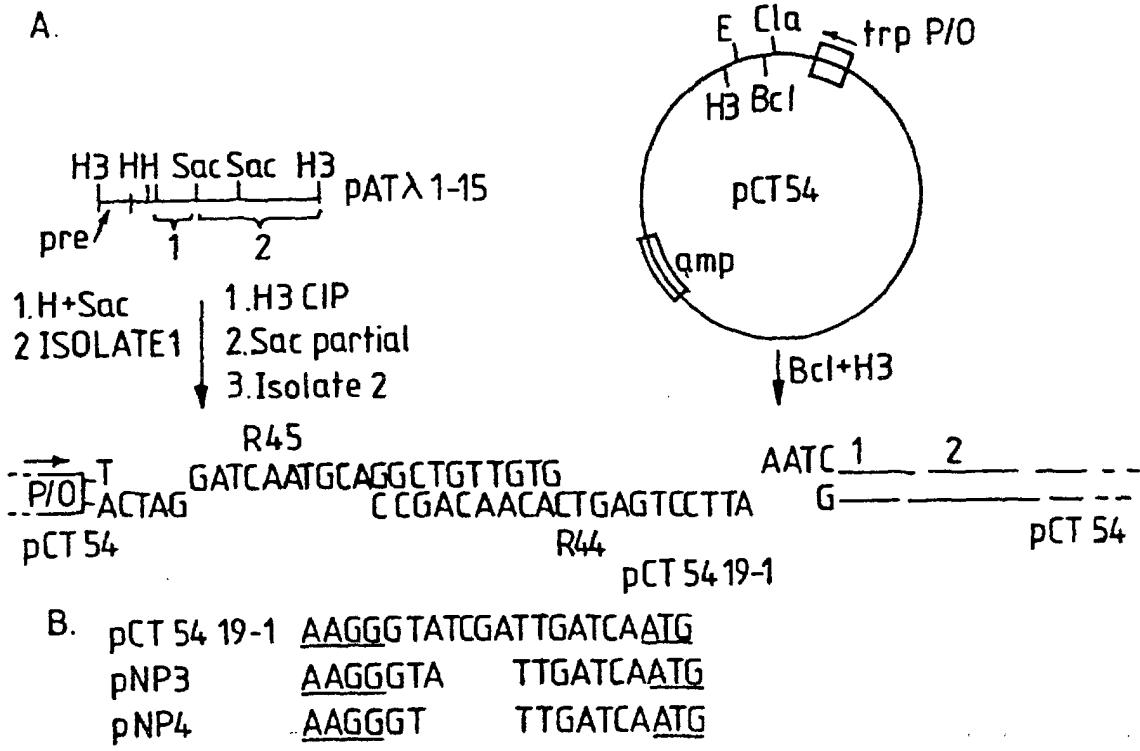 A.
E Cla trp P/O
H3 Bcl
H3 HH Sac Sac H3
pATλ 1-15
pCT54
pre
1 2
amp
1.H+Sac
2 ISOLATE1
1.H3 CIP
2.Sac partial
3.Isolate 2
Bcl+H3
R45
P/O T GATCAATGCAGGCTGTTGTG AATC 1 2
ACTAG CCGACAACACTGAGTCCTTA G
pCT 54 R44 pCT 54
pCT 54 19-1
B. pCT 54 19-1 AAGGGTATCGATTGATCAATG
pNP3 AAGGGTA TTGATCAATG
pNP4 AAGGGT TTGATCAATG